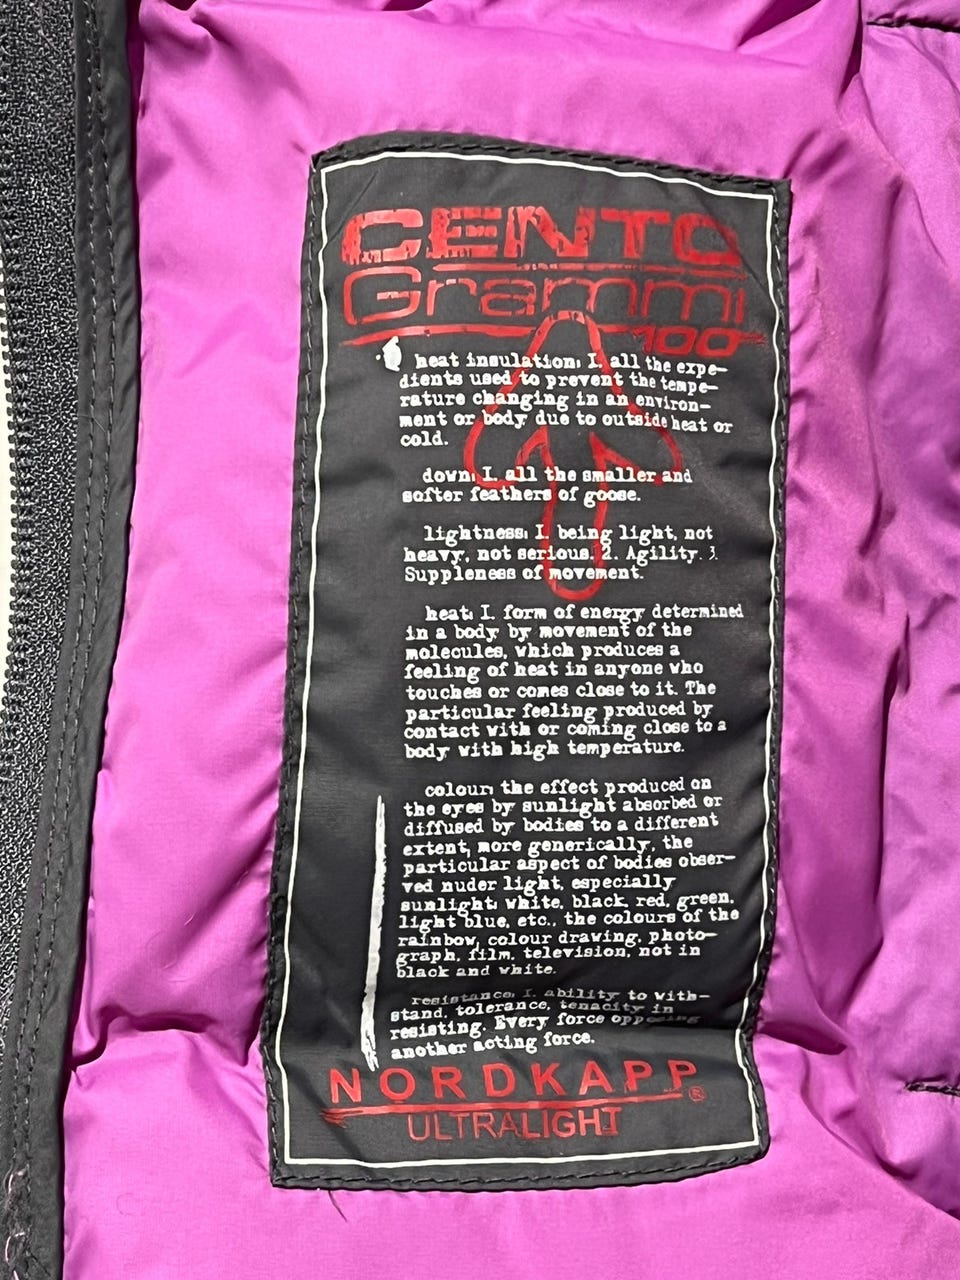 CENTO
Grammi
100
heat insulation: I. all the expe-
dients used to prevent the tempe-
rature changing in an environ-
ment or body due to outside heat or
cold.
down: I. all the smaller and
softer feathers of goose.
lightness: I. being light, not
heavy, not serious. 2. Agility. 3.
Suppleness of movement.
heat: I. form of energy determined
in a body by movement of the
molecules, which produces a
feeling of heat in anyone who
touches or comes close to it. The
particular feeling produced by
contact with or coming close to a
body with high temperature.
colour: the effect produced on
the eyes by sunlight absorbed or
diffused by bodies to a different
extent, more generically, the
particular aspect of bodies obser-
ved nuder light, especially
sunlight: white, black, red, green,
light blue, etc., the colours of the
rainbow, colour drawing, photo-
graph, film, television, not in
black and white.
resistance: I. ability to with-
stand, tolerance, tenacity in
resisting. Every force opposing
another acting force.
NORDKAPP®
ULTRALIGHT